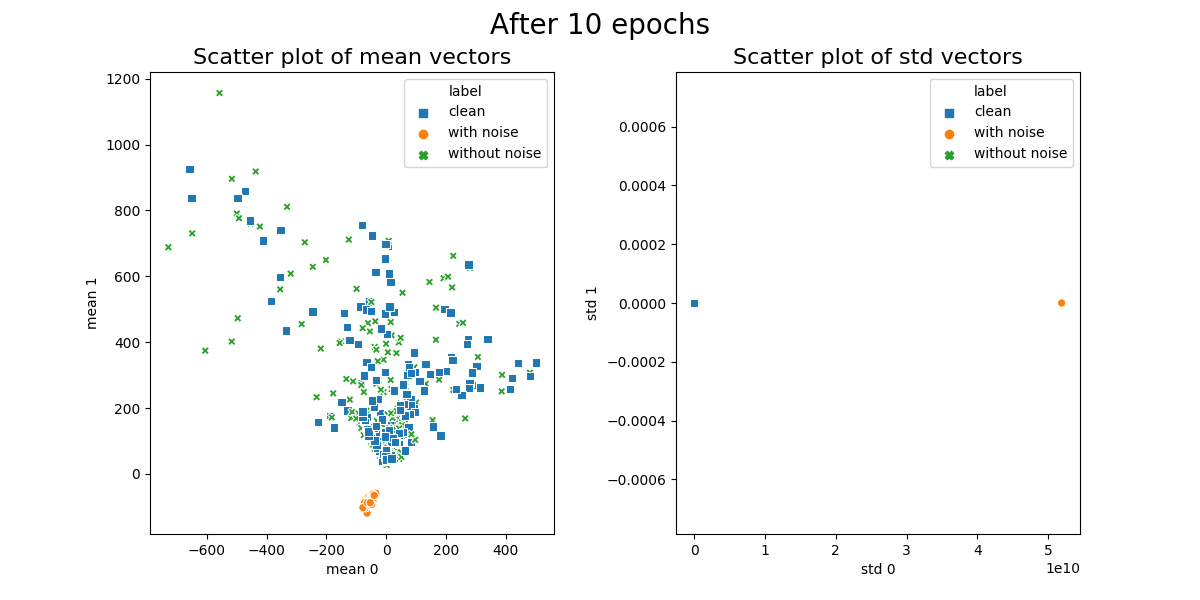 After 10 epochs
Scatter plot of mean vectors
1200
1000
800
600
400
200
0
mean 1
−600
−400
−200
0
200
400
mean 0
label
clean
with noise
without noise
Scatter plot of std vectors
0.0006
0.0004
0.0002
0.0000
−0.0002
−0.0004
−0.0006
std 1
0
1
2
3
4
5
1e10
std 0
label
clean
with noise
without noise